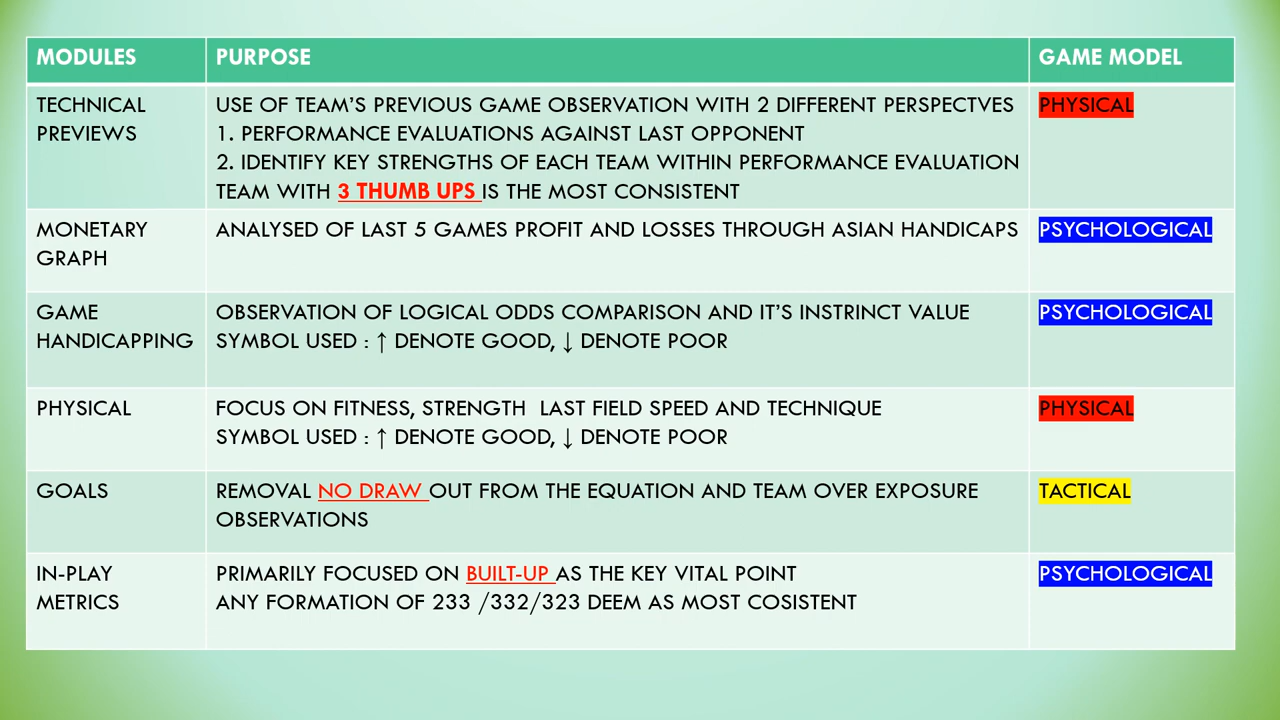 MODULES PURPOSE GAME MODEL
TECHNICAL PREVIEWS
USE OF TEAM'S PREVIOUS GAME OBSERVATION WITH 2 DIFFERENT PERSPECTVES
1. PERFORMANCE EVALUATIONS AGAINST LAST OPPONENT
2. IDENTIFY KEY STRENGTHS OF EACH TEAM WITHIN PERFORMANCE EVALUATION
TEAM WITH 3 THUMB UPS IS THE MOST CONSISTENT
PHYSICAL
MONETARY
GRAPH
ANALYSED OF LAST 5 GAMES PROFIT AND LOSSES THROUGH ASIAN HANDICAPS
PSYCHOLOGICAL
GAME
HANDICAPPING
OBSERVATION OF LOGICAL ODDS COMPARISON AND IT'S INSTRINCT VALUE
SYMBOL USED : ↑ DENOTE GOOD, ↓ DENOTE POOR
PSYCHOLOGICAL
PHYSICAL
FOCUS ON FITNESS, STRENGTH  LAST FIELD SPEED AND TECHNIQUE
SYMBOL USED : ↑ DENOTE GOOD, ↓ DENOTE POOR
PHYSICAL
GOALS
REMOVAL NO DRAW OUT FROM THE EQUATION AND TEAM OVER EXPOSURE
OBSERVATIONS
TACTICAL
IN-PLAY
METRICS
PRIMARILY FOCUSED ON BUILT-UP AS THE KEY VITAL POINT
ANY FORMATION OF 233 /332/323 DEEM AS MOST COSISTENT
PSYCHOLOGICAL